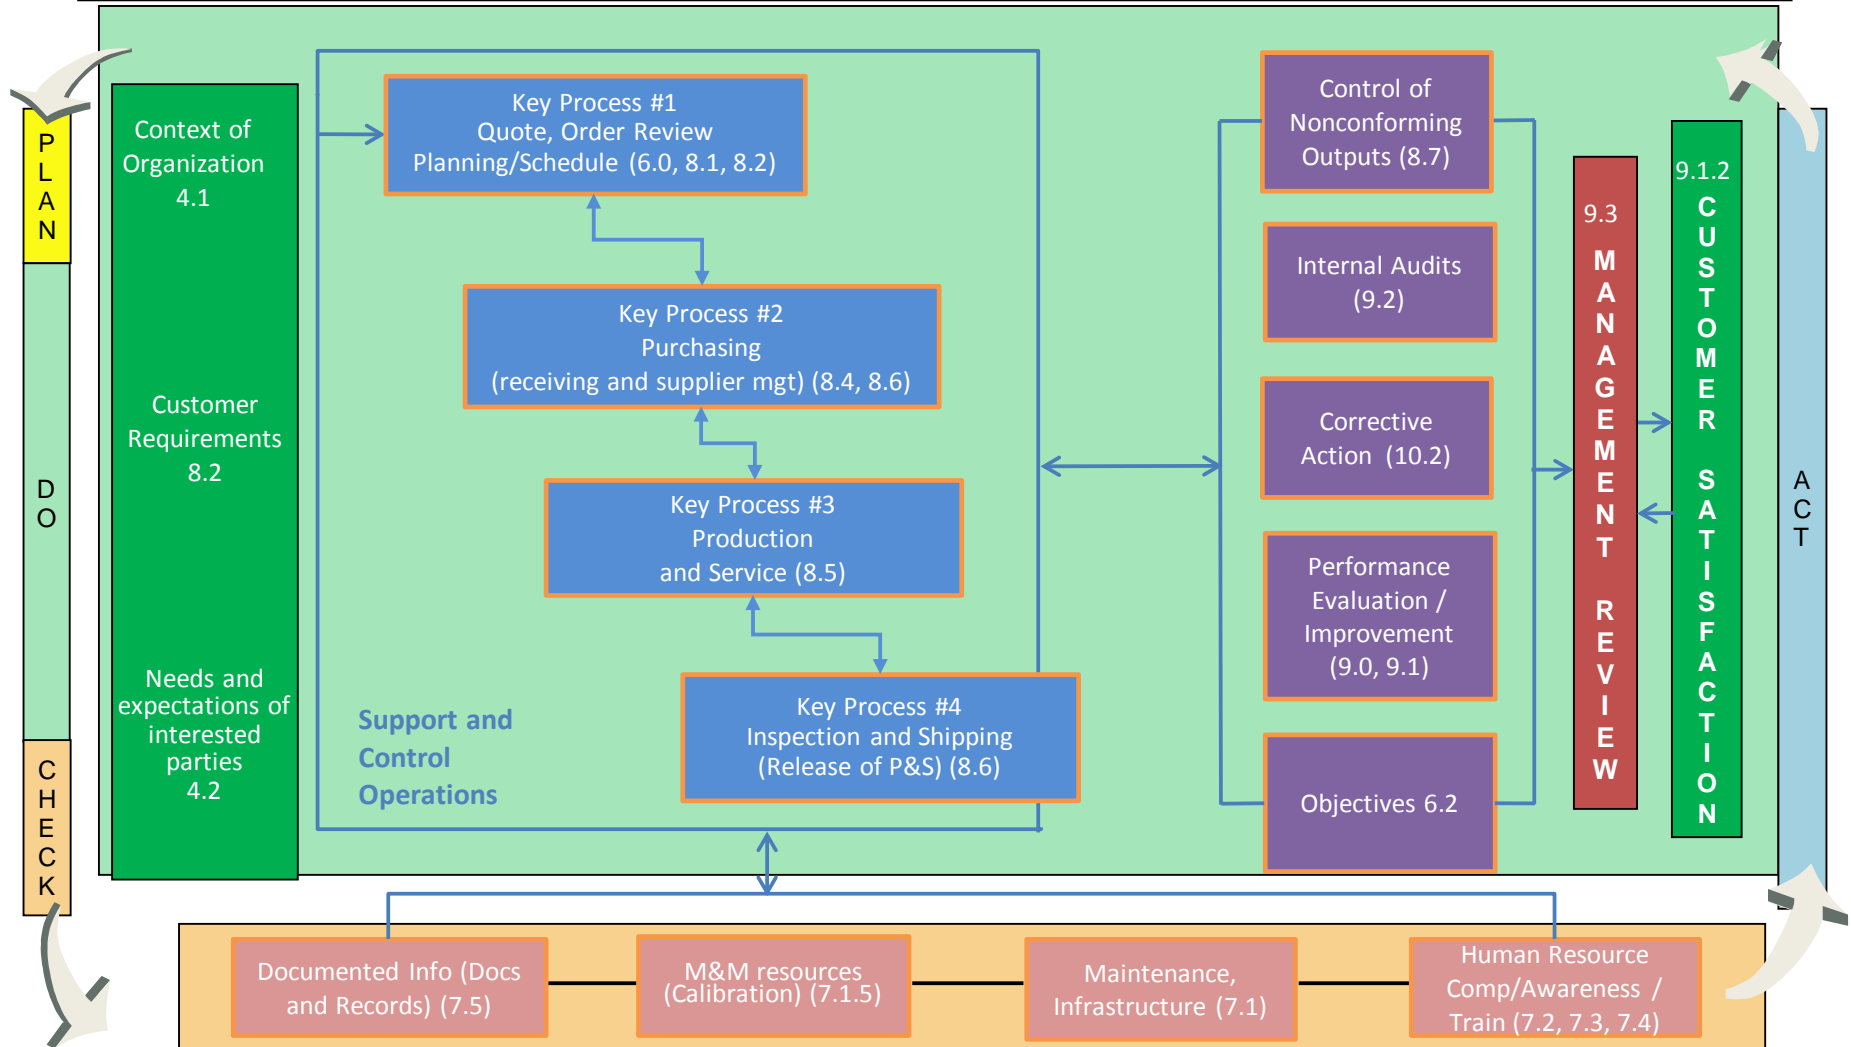 PLAN
DO
CHECK
Context of
Organization
4.1
Customer
Requirements
8.2
Needs and
expectations of
interested
parties
4.2
Key Process #1
Quote, Order Review
Planning/Schedule (6.0, 8.1, 8.2)
Key Process #2
Purchasing
(receiving and supplier mgt) (8.4, 8.6)
Key Process #3
Production
and Service (8.5)
Key Process #4
Inspection and Shipping
(Release of P&S) (8.6)
Support and
Control
Operations
Control of
Nonconforming
Outputs (8.7)
Internal Audits
(9.2)
Corrective
Action (10.2)
Performance
Evaluation /
Improvement
(9.0, 9.1)
Objectives 6.2
9.3
MANAGEMENT REVIEW
9.1.2
CUSTOMER SATISFACTION
ACT
Documented Info (Docs
and Records) (7.5)
M&M resources
(Calibration) (7.1.5)
Maintenance,
Infrastructure (7.1)
Human Resource
Comp/Awareness /
Train (7.2, 7.3, 7.4)